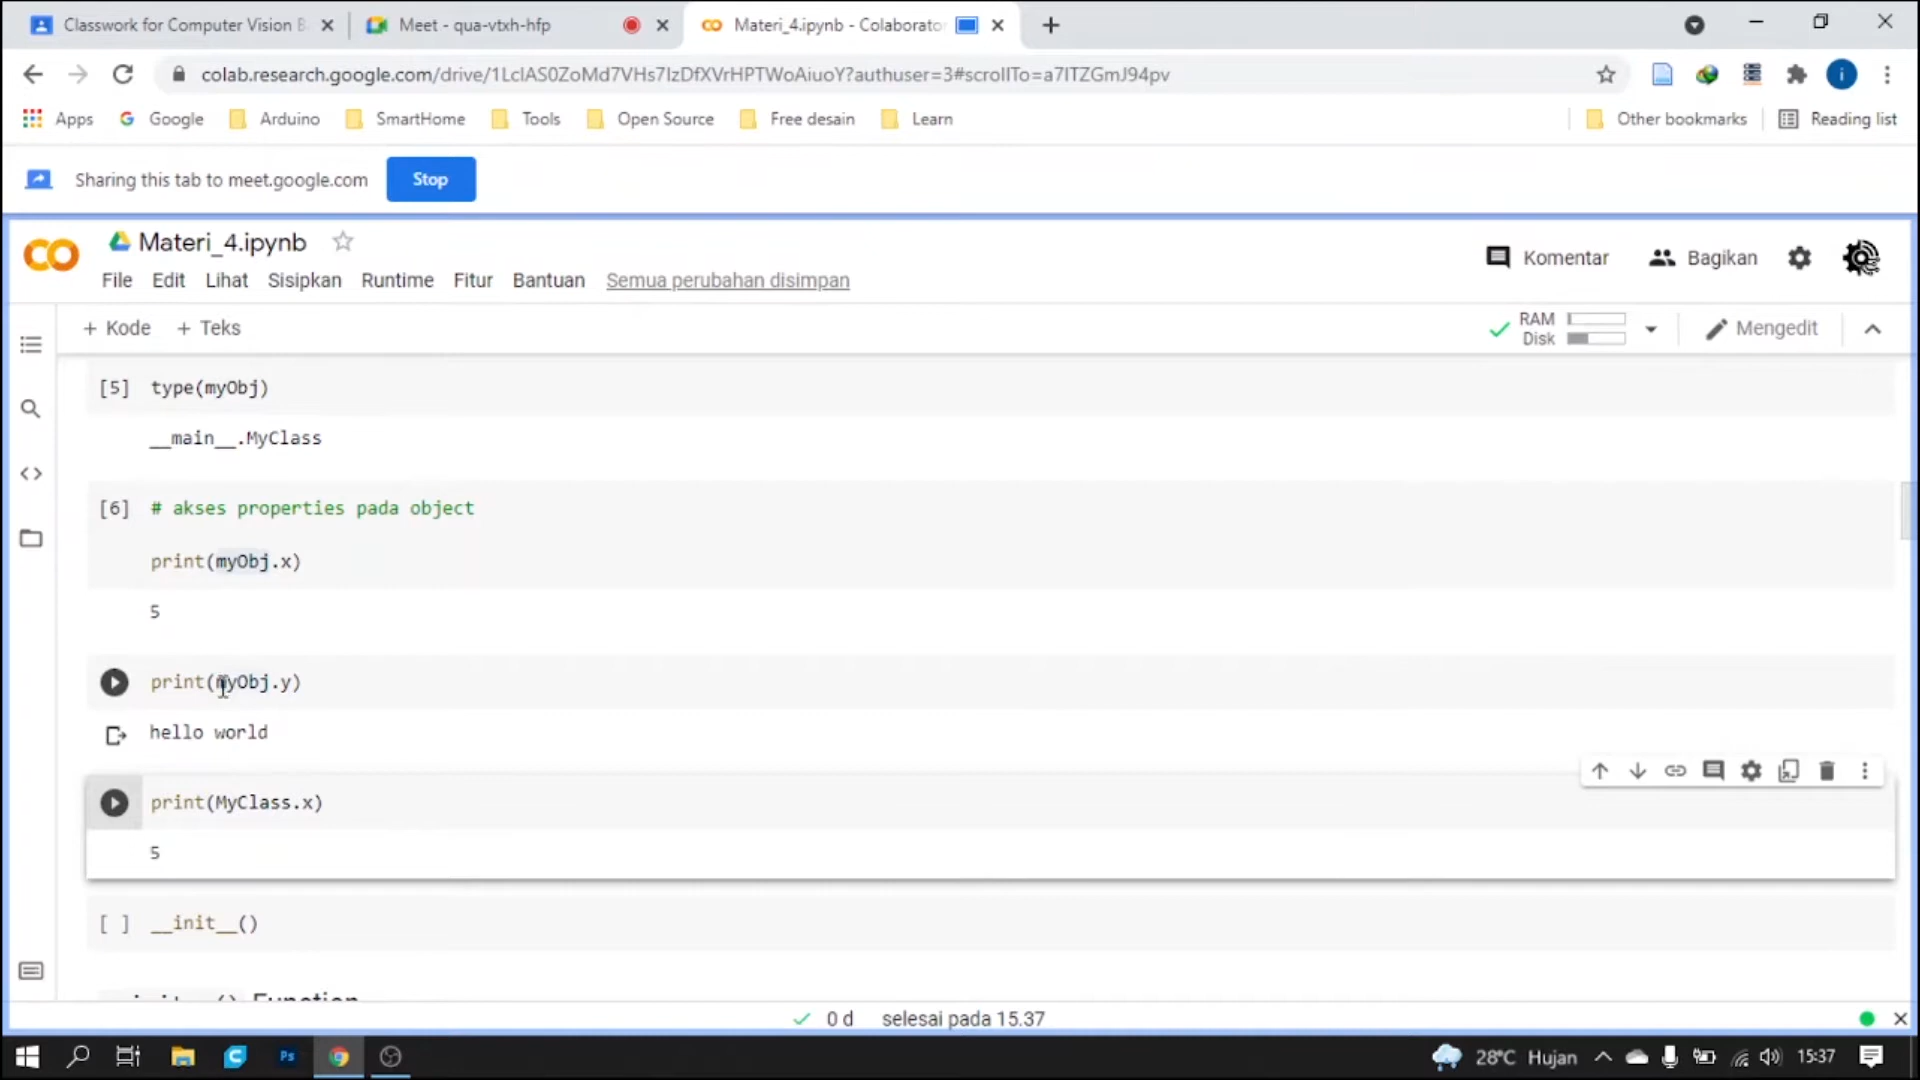 Classwork for Computer Vision B
Meet - qua-vtxh-hfp
Materi_4.ipynb - Colaborato
colab.research.google.com/drive/1LclAS0ZoMd7VHs7IzDfXVrHPTWoAiuoY?authuser=3#scrollTo=a7ITZGmJ94pv
i
Apps
Google
Arduino
SmartHome
Tools
Open Source
Free desain
Learn
Other bookmarks
Reading list
Sharing this tab to meet.google.com
Stop
Materi_4.ipynb
File Edit Lihat Sisipkan Runtime Fitur Bantuan Semua perubahan disimpan
Komentar
Bagikan
+ Kode + Teks
RAM
Disk
Mengedit
[5] type(myObj)
__main__.MyClass
[6] # akses properties pada object
print(myObj.x)
5
print(myObj.y)
hello world
print(MyClass.x)
5
[ ] __init__()
Function
0 d selesai pada 15.37
Ps
28°C Hujan
15:37